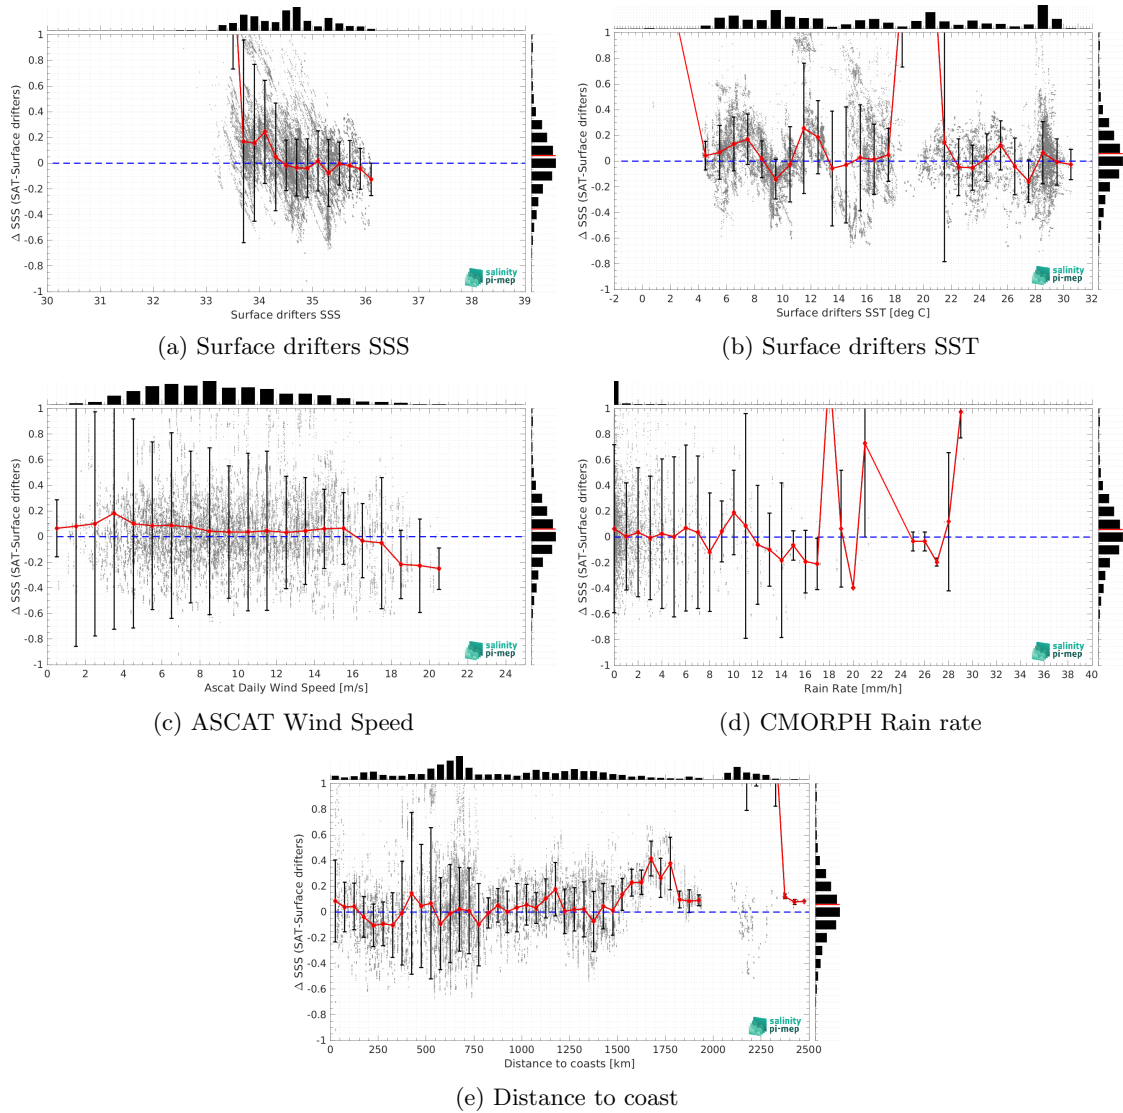 1
0.8
0.6
0.4
0.2
0
-0.2
-0.4
-0.6
-0.8
-1
Δ SSS (SAT-Surface drifters)
30 31 32 33 34 35 36 37 38 39
Surface drifters SSS
salinity
pi-mep
(a) Surface drifters SSS
1
0.8
0.6
0.4
0.2
0
-0.2
-0.4
-0.6
-0.8
-1
Δ SSS (SAT-Surface drifters)
-2 0 2 4 6 8 10 12 14 16 18 20 22 24 26 28 30 32
Surface drifters SST [deg C]
salinity
pi-mep
(b) Surface drifters SST
1
0.8
0.6
0.4
0.2
0
-0.2
-0.4
-0.6
-0.8
-1
Δ SSS (SAT-Surface drifters)
0 2 4 6 8 10 12 14 16 18 20 22 24
Ascat Daily Wind Speed [m/s]
salinity
pi-mep
(c) ASCAT Wind Speed
1
0.8
0.6
0.4
0.2
0
-0.2
-0.4
-0.6
-0.8
-1
Δ SSS (SAT-Surface drifters)
0 2 4 6 8 10 12 14 16 18 20 22 24 26 28 30 32 34 36 38 40
Rain Rate [mm/h]
salinity
pi-mep
(d) CMORPH Rain rate
1
0.8
0.6
0.4
0.2
0
-0.2
-0.4
-0.6
-0.8
-1
Δ SSS (SAT-Surface drifters)
0 250 500 750 1000 1250 1500 1750 2000 2250 2500
Distance to coasts [km]
salinity
pi-mep
(e) Distance to coast